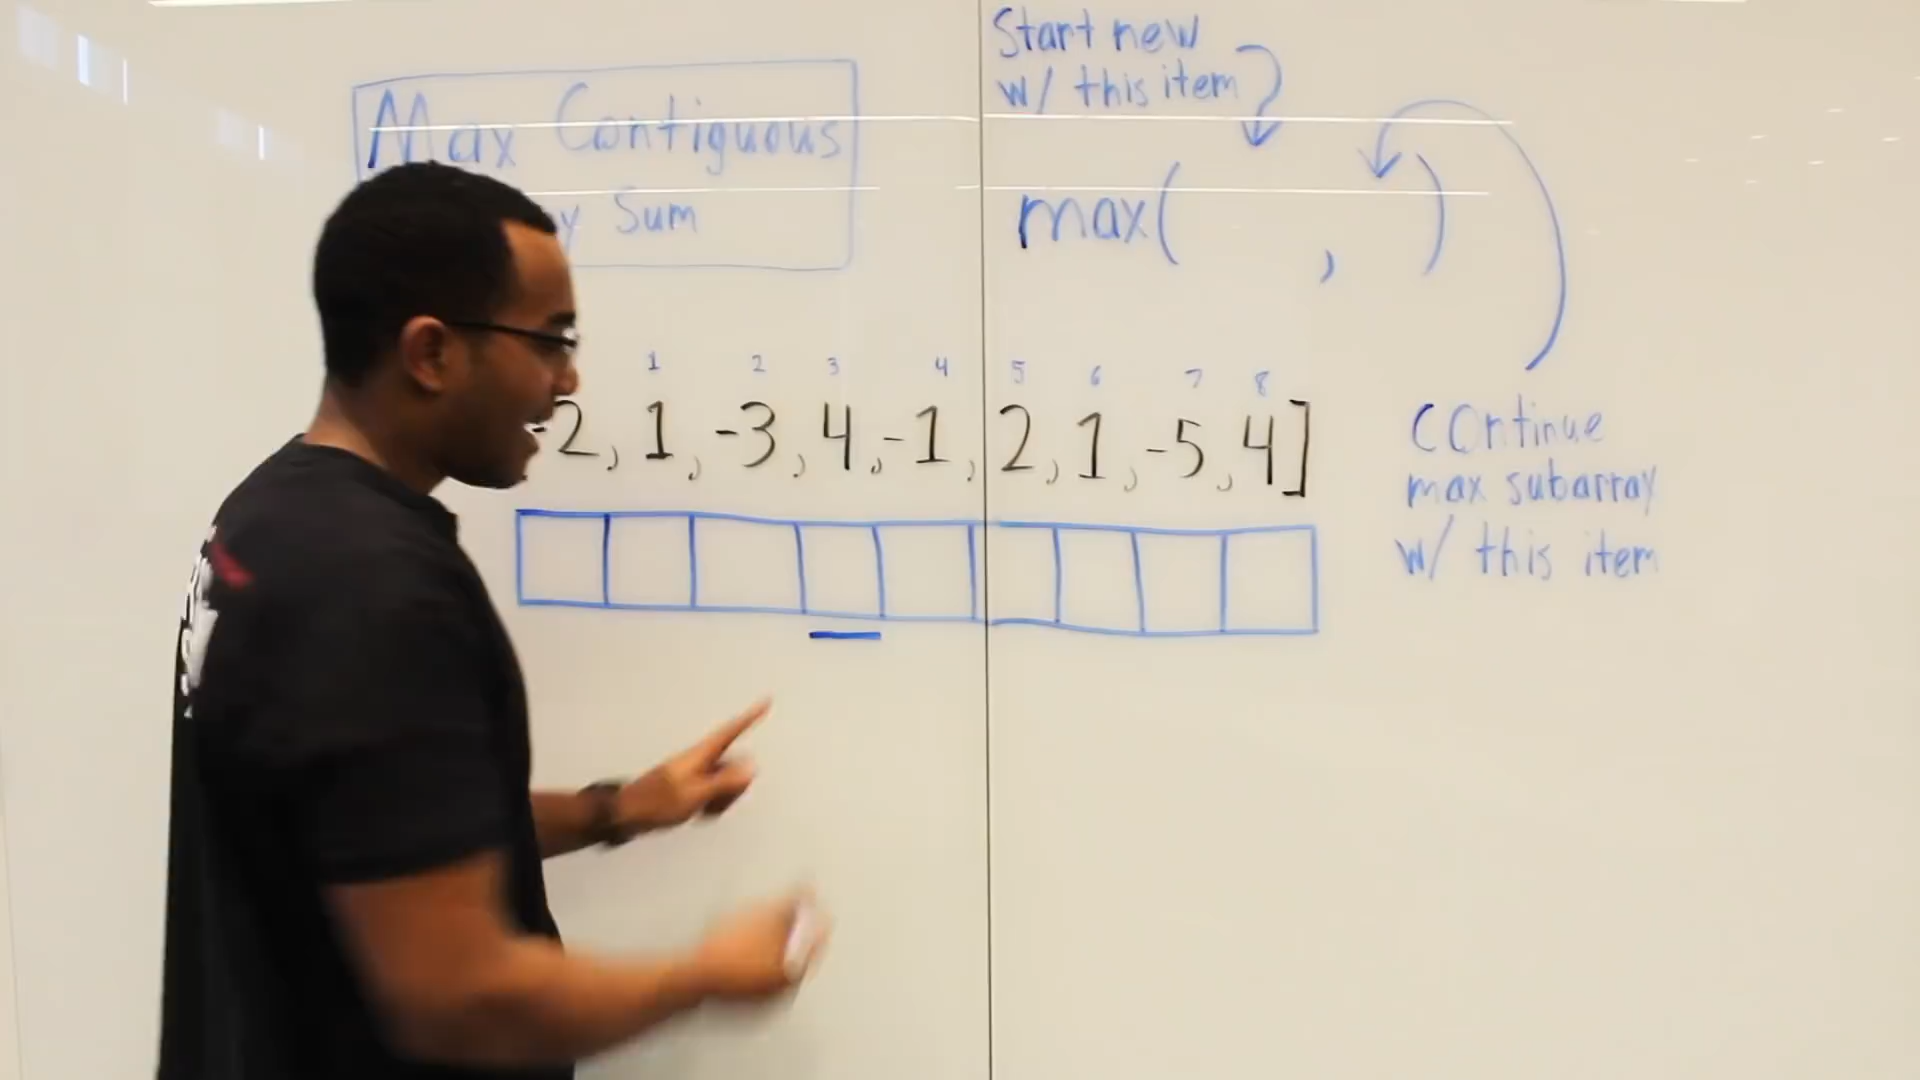 Start new
w/ this item
Max Contiguous
Sum
max( , )
1 2 3 4 5 6 7 8
2, 1, -3, 4, -1, 2, 1, -5, 4]
continue
max subarray
w/ this item